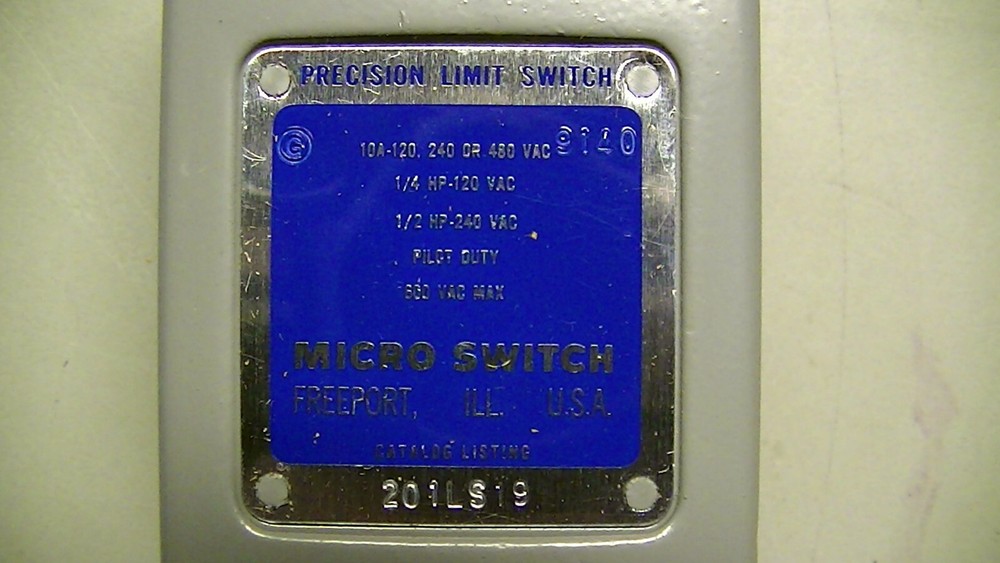 PRECISION LIMIT SWITCH
G 10A-120, 240 OR 480 VAC 9140
1/4 HP-120 VAC
1/2 HP-240 VAC
PILOT DUTY
VAC MAX
MICRO SWITCH
FREEPORT, ILL. U.S.A.
CATALOG LISTING
201LS19